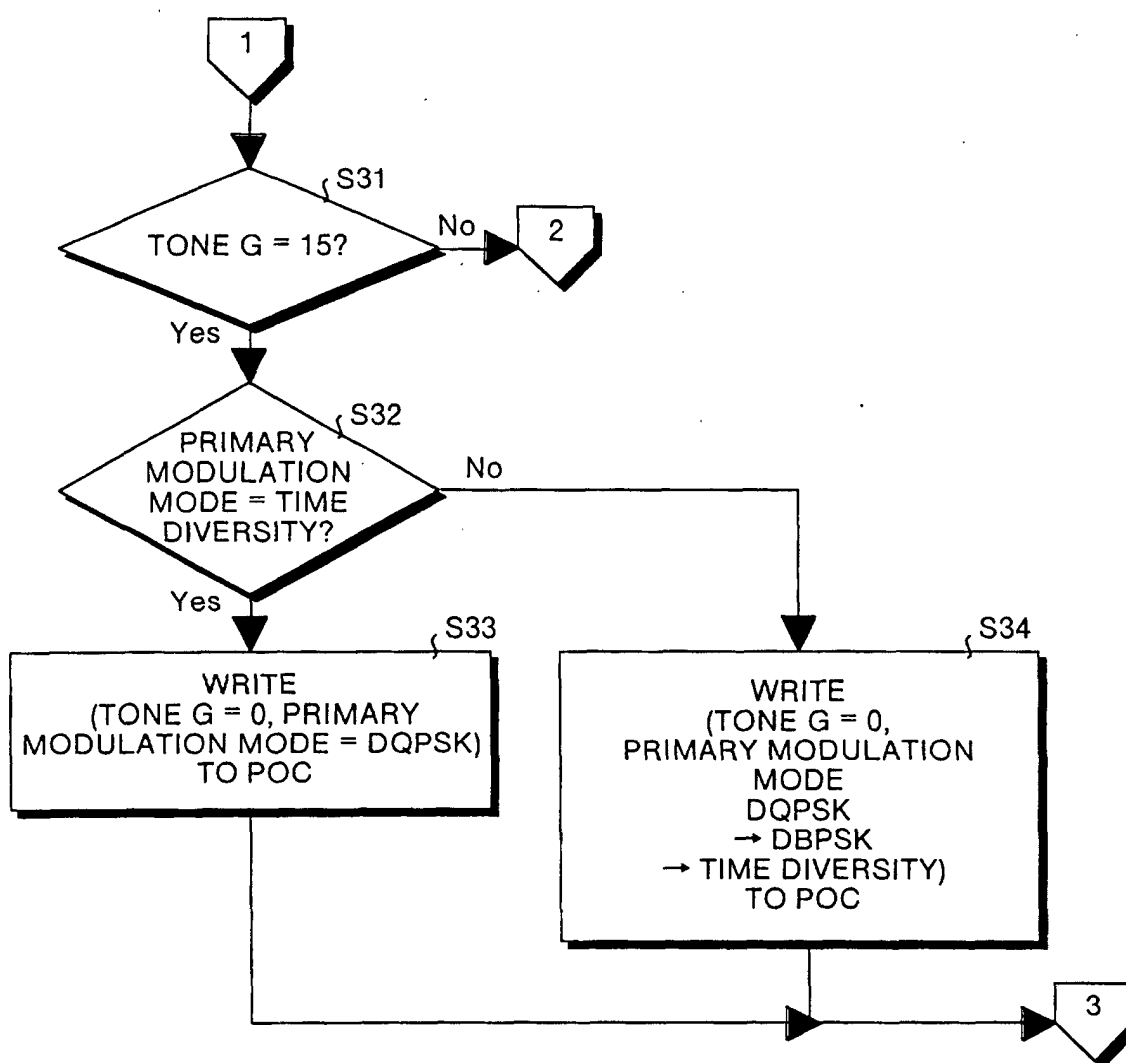 1
S31
TONE G = 15?
No
2
Yes
S32
PRIMARY
MODULATION
MODE = TIME
DIVERSITY?
No
Yes
S33
WRITE
(TONE G = 0, PRIMARY
MODULATION MODE = DQPSK)
TO POC
S34
WRITE
(TONE G = 0,
PRIMARY MODULATION
MODE
DQPSK
→ DBPSK
→ TIME DIVERSITY)
TO POC
3